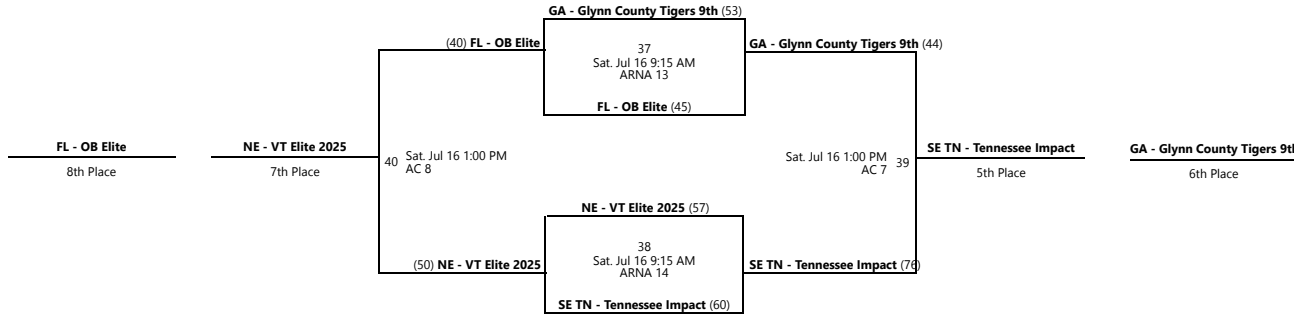 GA - Glynn County Tigers 9th (53)
(40) FL - OB Elite
37
Sat. Jul 16 9:15 AM
ARNA 13
GA - Glynn County Tigers 9th (44)
FL - OB Elite (45)
FL - OB Elite
8th Place
NE - VT Elite 2025
7th Place
40 Sat. Jul 16 1:00 PM
AC 8
Sat. Jul 16 1:00 PM 39
AC 7
SE TN - Tennessee Impact
5th Place
GA - Glynn County Tigers 9th
6th Place
NE - VT Elite 2025 (57)
(50) NE - VT Elite 2025
38
Sat. Jul 16 9:15 AM
ARNA 14
SE TN - Tennessee Impact (76)
SE TN - Tennessee Impact (60)